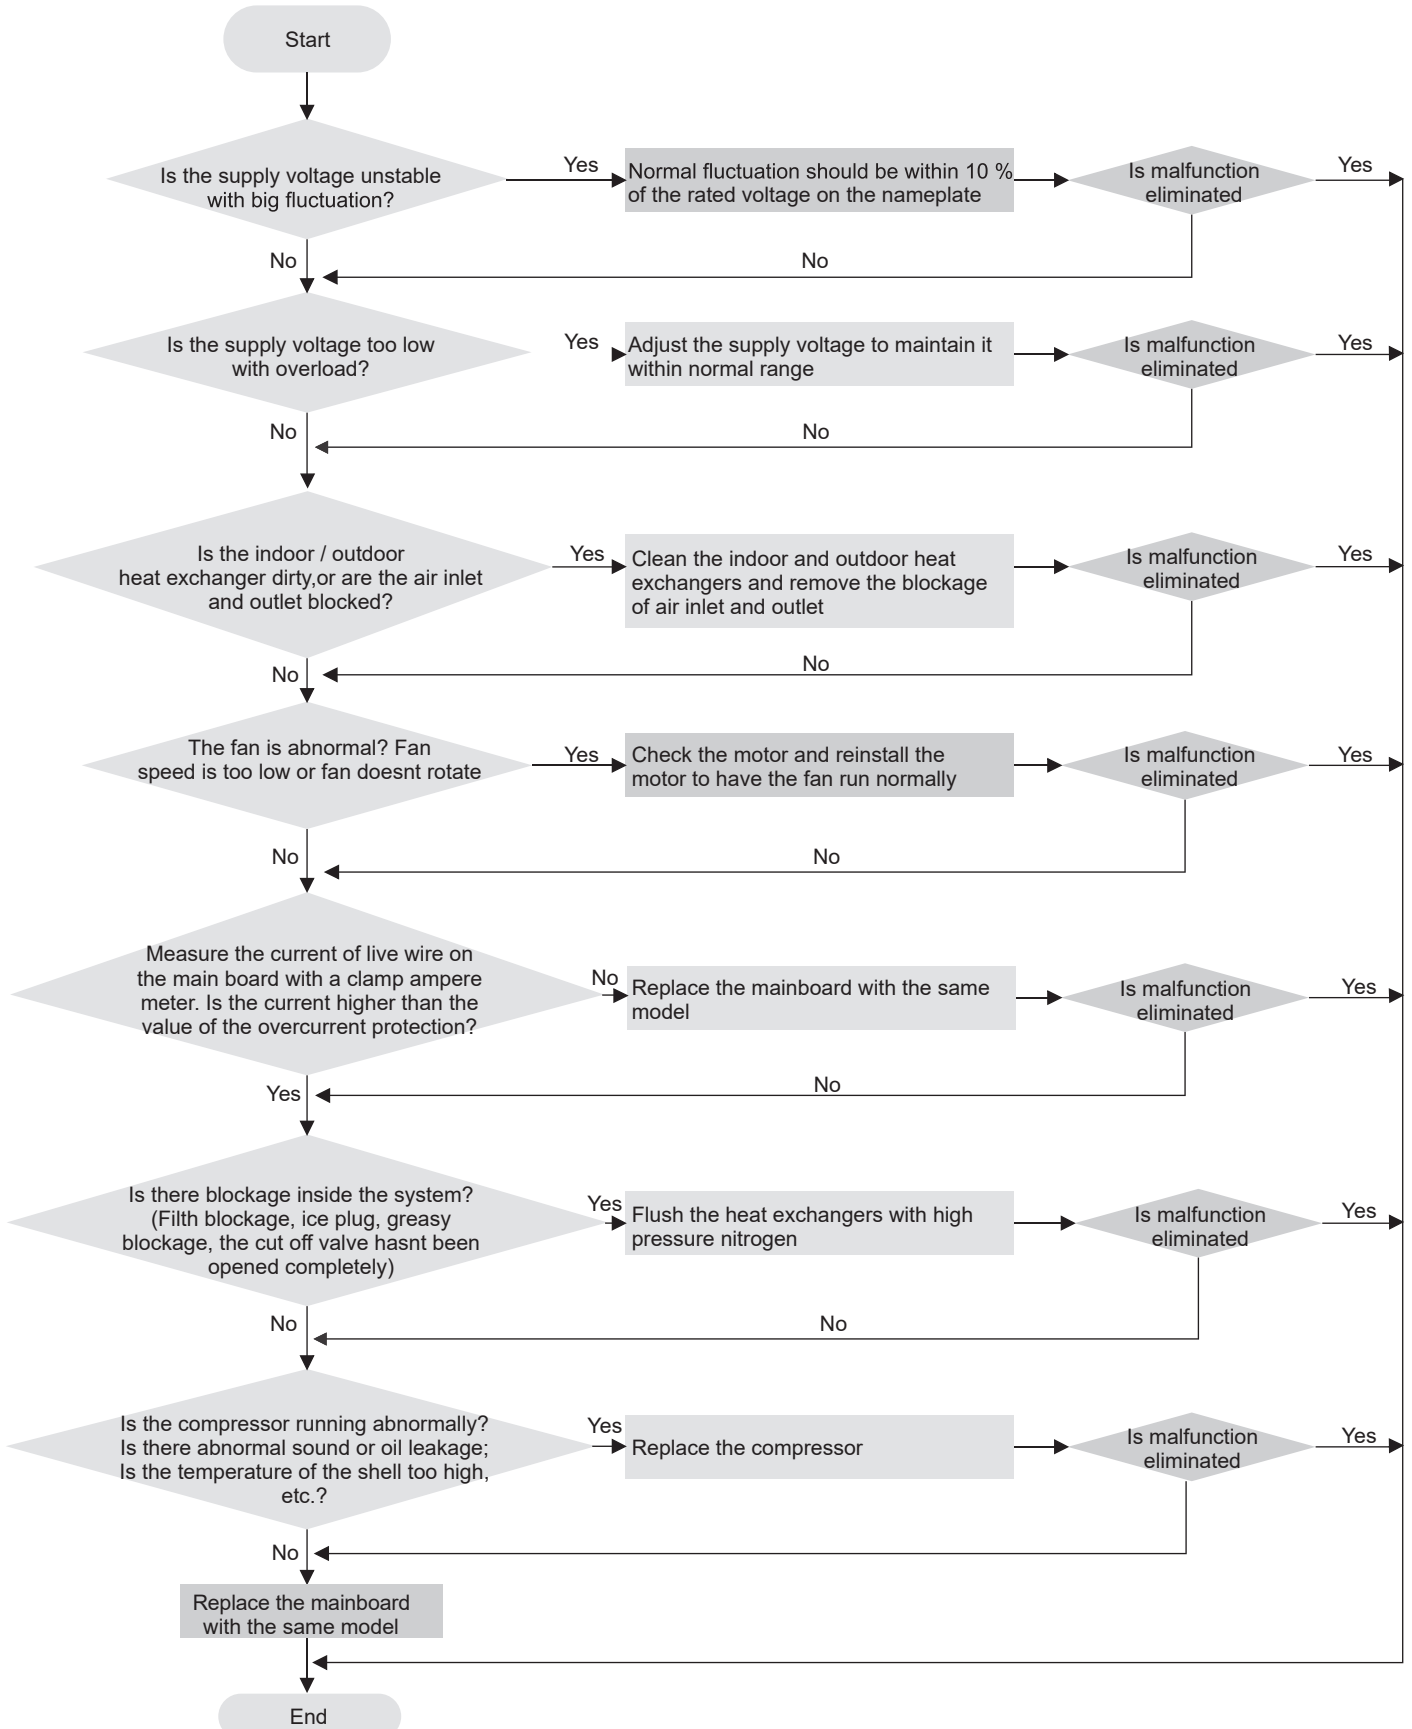 Start
Is the supply voltage unstable
with big fluctuation?
Yes
Normal fluctuation should be within 10 %
of the rated voltage on the nameplate
Is malfunction
eliminated
Yes
No
No
Is the supply voltage too low
with overload?
Yes
Adjust the supply voltage to maintain it
within normal range
Is malfunction
eliminated
Yes
No
No
Is the indoor / outdoor
heat exchanger dirty,or are the air inlet
and outlet blocked?
Yes
Clean the indoor and outdoor heat
exchangers and remove the blockage
of air inlet and outlet
Is malfunction
eliminated
Yes
No
No
The fan is abnormal? Fan
speed is too low or fan doesnt rotate
Yes
Check the motor and reinstall the
motor to have the fan run normally
Is malfunction
eliminated
Yes
No
No
Measure the current of live wire on
the main board with a clamp ampere
meter. Is the current higher than the
value of the overcurrent protection?
No
Replace the mainboard with the same
model
Is malfunction
eliminated
Yes
Yes
No
Is there blockage inside the system?
(Filth blockage, ice plug, greasy
blockage, the cut off valve hasnt been
opened completely)
Yes
Flush the heat exchangers with high
pressure nitrogen
Is malfunction
eliminated
Yes
No
No
Is the compressor running abnormally?
Is there abnormal sound or oil leakage;
Is the temperature of the shell too high,
etc.?
Yes
Replace the compressor
Is malfunction
eliminated
Yes
No
Replace the mainboard
with the same model
End